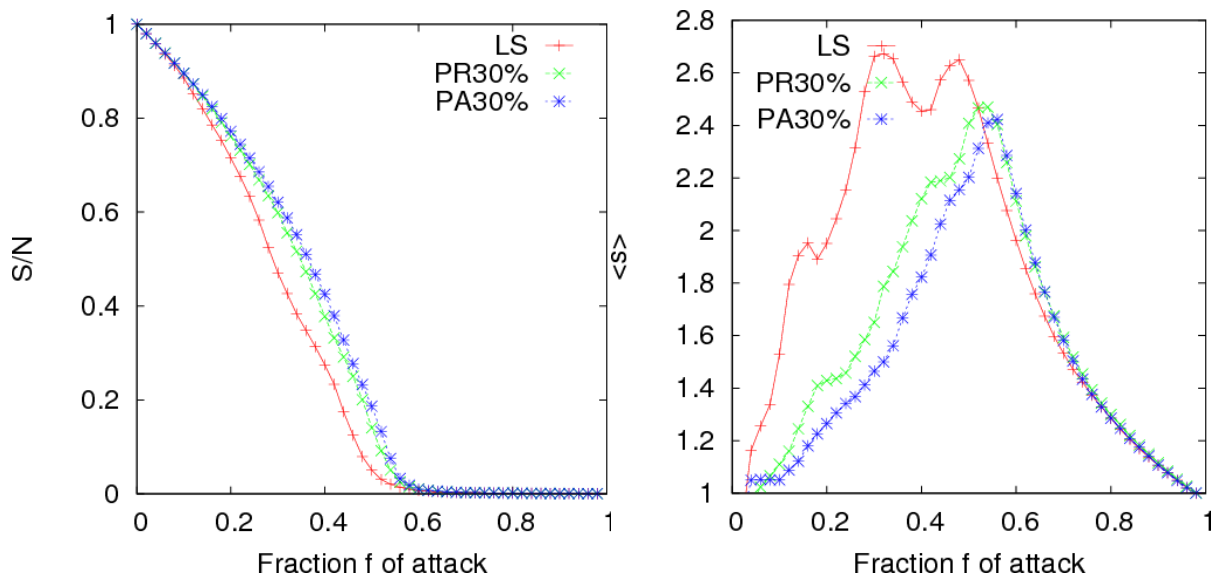 1
0.8
0.6
0.4
0.2
0
S/N
0 0.2 0.4 0.6 0.8 1
Fraction f of attack
LS
PR30%
PA30%
2.8
2.6
2.4
2.2
2
1.8
1.6
1.4
1.2
1
<s>
0 0.2 0.4 0.6 0.8 1
Fraction f of attack
LS
PR30%
PA30%